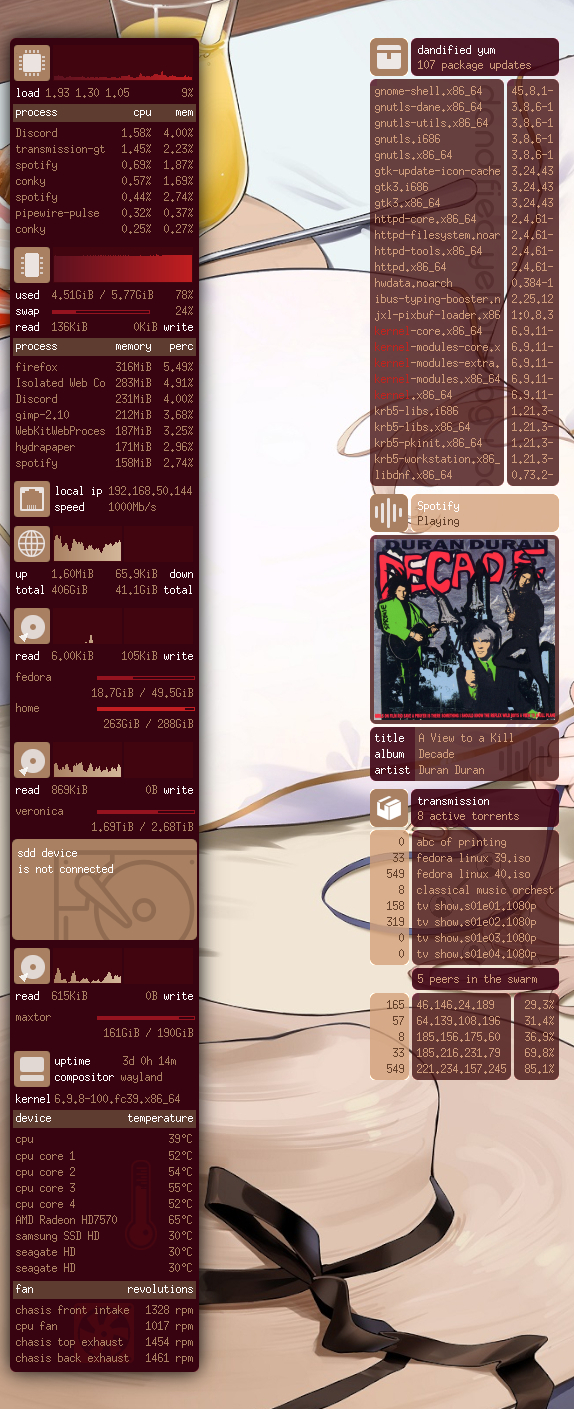 load 1.93 1.30 1.05 9%
process cpu mem
Discord 1.58% 4.00%
transmission-gt 1.45% 2.23%
spotify 0.69% 1.87%
conky 0.57% 1.69%
spotify 0.44% 2.74%
pipewire-pulse 0.32% 0.37%
conky 0.25% 0.27%
used 4.51GiB / 5.77GiB 78%
swap 24%
read 136KiB 0KiB write
process memory perc
firefox 316MiB 5.49%
Isolated Web Co 283MiB 4.91%
Discord 231MiB 4.00%
gimp-2.10 212MiB 3.68%
WebKitWebProces 187MiB 3.25%
hydrapaper 171MiB 2.96%
spotify 158MiB 2.74%
local ip 192.168.50.144
speed 1000Mb/s
up 1.60MiB 65.9KiB down
total 406GiB 41.1GiB total
read 6.00KiB 105KiB write
fedora
18.7GiB / 49.5GiB
home
263GiB / 288GiB
read 869KiB 0B write
veronica
1.69TiB / 2.68TiB
sdd device
is not connected
read 615KiB 0B write
maxtor
161GiB / 190GiB
uptime 3d 0h 14m
compositor wayland
kernel 6.9.8-100.fc39.x86_64
device temperature
cpu 39°C
cpu core 1 52°C
cpu core 2 54°C
cpu core 3 55°C
cpu core 4 52°C
AMD Radeon HD7570 65°C
samsung SSD HD 30°C
seagate HD 30°C
seagate HD 30°C
fan revolutions
chassis front intake 1328 rpm
cpu fan 1017 rpm
chasis top exhaust 1454 rpm
chasis back exhaust 1461 rpm
dandified yum
107 package updates
gnome-shell.x86_64 45.8.1-
gnutls-dane.x86_64 3.8.6-1
gnutls-utils.x86_64 3.8.6-1
gnutls.i686 3.8.6-1
gnutls.x86_64 3.8.6-1
gtk-update-icon-cache 3.24.43
gtk3.i686 3.24.43
gtk3.x86_64 3.24.43
httpd-core.x86_64 2.4.61-
httpd-filesystem.noar 2.4.61-
httpd-tools.x86_64 2.4.61-
httpd.x86_64 2.4.61-
hwdata.noarch 0.384-1
ibus-typing-booster.n 2.25.12
jxl-pixbuf-loader.x86 1:0.8.3
-core.x86_64 6.9.11-
-modules-core.x 6.9.11-
-modules-extra. 6.9.11-
-modules.x86_64 6.9.11-
.x86_64 6.9.11-
krb5-libs.i686 1.21.3-
krb5-libs.x86_64 1.21.3-
krb5-pkinit.x86_64 1.21.3-
krb5-workstation.x86_ 1.21.3-
libdnf.x86_64 0.73.2-
Spotify
Playing
DURAN DURAN
DECADE
title A View to a Kill
album Decade
artist Duran Duran
transmission
8 active torrents
0 abc of printing
33 fedora linux 39.iso
549 fedora linux 40.iso
8 classical music orchest
158 tv show.s01e01.1080p
319 tv show.s01e02.1080p
0 tv show.s01e03.1080p
0 tv show.s01e04.1080p
5 peers in the swarm
165 46.146.24.189 29.3%
57 64.139.108.196 31.4%
8 185.156.175.60 36.9%
33 185.216.231.79 69.8%
549 221.234.157.245 85.1%